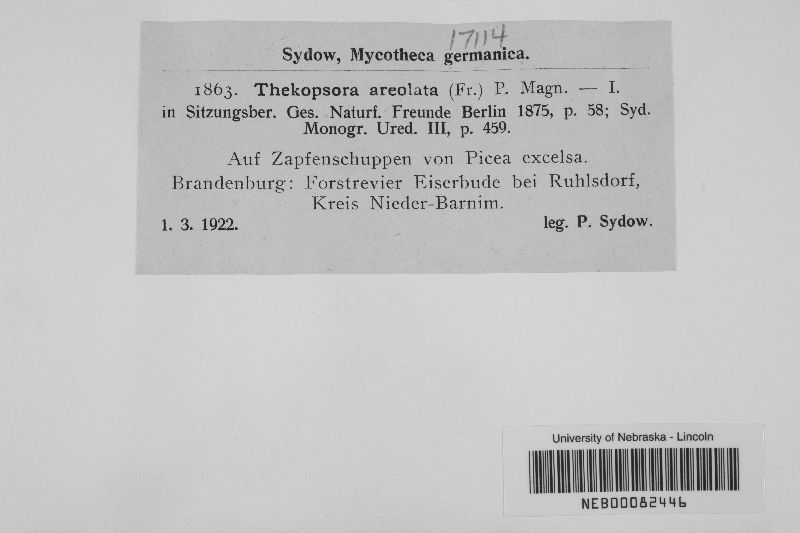 17114
Sydow, Mycotheca germanica.
1863. Thekopsora areolata (Fr.) P. Magn. — I.
in Sitzungsber. Ges. Naturf. Freunde Berlin 1875, p. 58; Syd.
Monogr. Ured. III, p. 459.
Auf Zapfenschuppen von Picea excelsa.
Brandenburg: Forstrevier Eiserbude bei Ruhlsdorf,
Kreis Nieder-Barnim.
1. 3. 1922. leg. P. Sydow.
University of Nebraska - Lincoln
NEB00082446